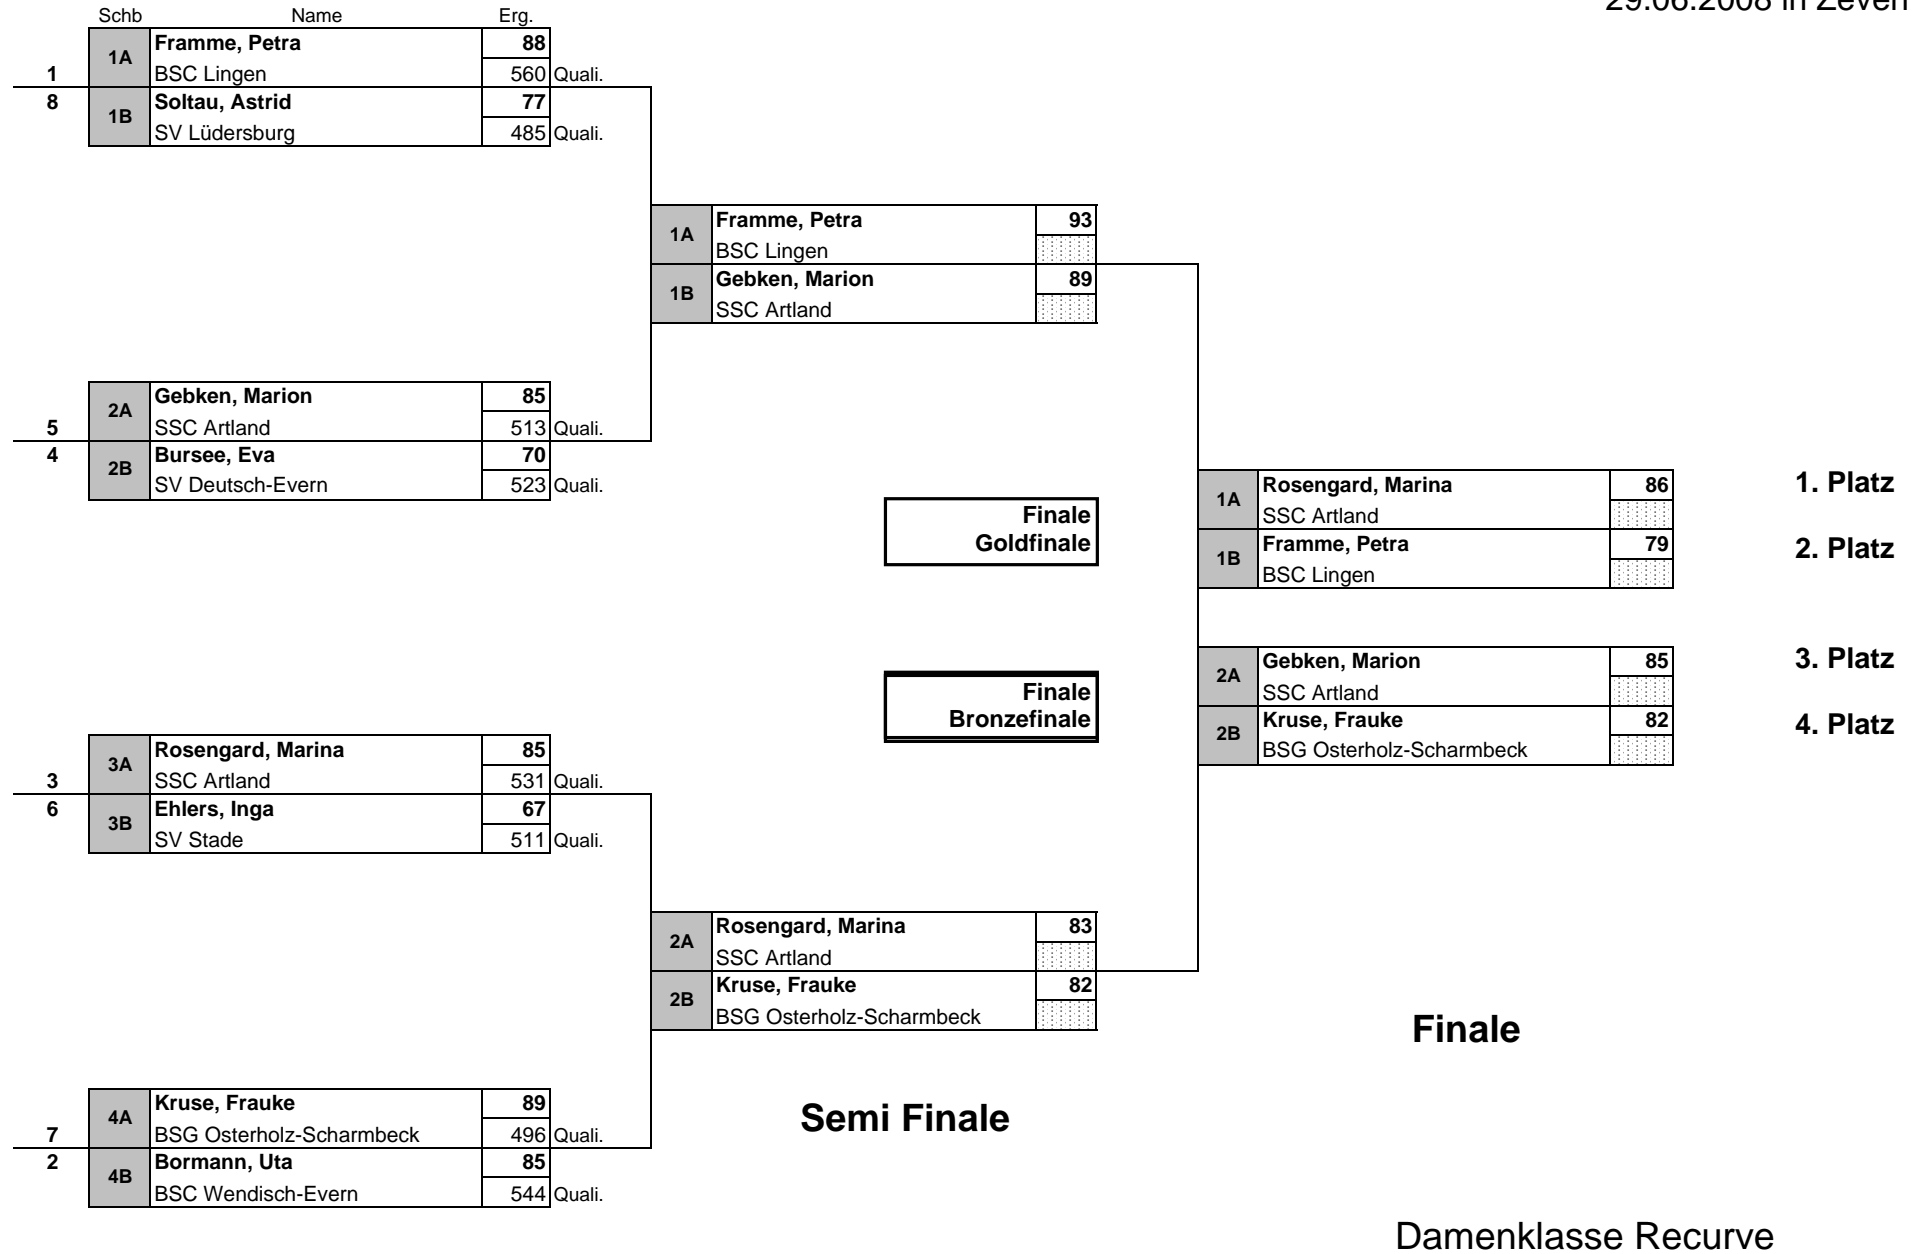 29.06.2008 in Zeven
Schb Name Erg.
1A Framme, Petra 88
1 BSC Lingen 560 Quali.
8 1B Soltau, Astrid 77
SV Lüdersburg 485 Quali.
1A Framme, Petra 93
BSC Lingen
1B Gebken, Marion 89
SSC Artland
2A Gebken, Marion 85
5 SSC Artland 513 Quali.
4 2B Bursee, Eva 70
SV Deutsch-Evern 523 Quali.
Finale
Goldfinale
1A Rosengard, Marina 86 1. Platz
SSC Artland
1B Framme, Petra 79 2. Platz
BSC Lingen
Finale
Bronzefinale
2A Gebken, Marion 85 3. Platz
SSC Artland
2B Kruse, Frauke 82 4. Platz
BSG Osterholz-Scharmbeck
3A Rosengard, Marina 85
3 SSC Artland 531 Quali.
6 3B Ehlers, Inga 67
SV Stade 511 Quali.
2A Rosengard, Marina 83
SSC Artland
2B Kruse, Frauke 82
BSG Osterholz-Scharmbeck
Finale
4A Kruse, Frauke 89
7 BSG Osterholz-Scharmbeck 496 Quali.
2 4B Bormann, Uta 85
BSC Wendisch-Evern 544 Quali.
Semi Finale
Damenklasse Recurve